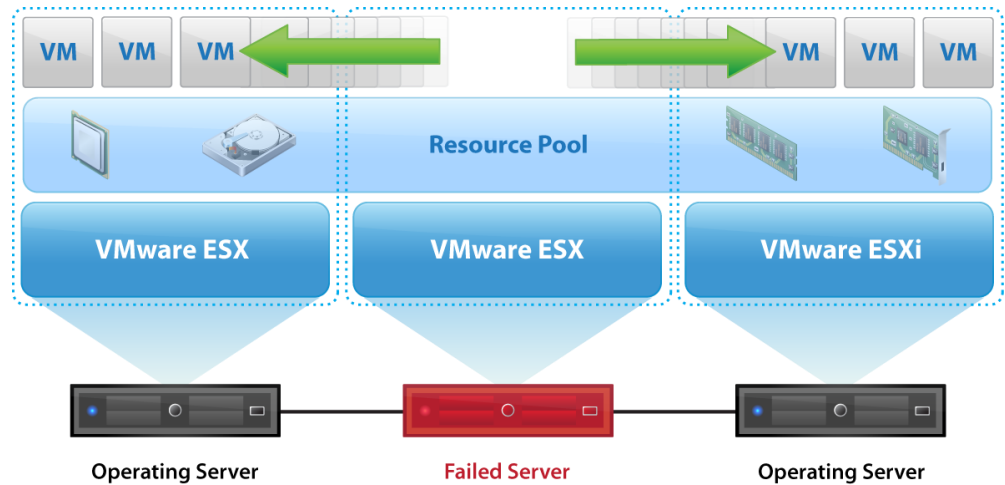 VM VM VM VM VM VM
Resource Pool
VMware ESX VMware ESX VMware ESXi
Operating Server Failed Server Operating Server